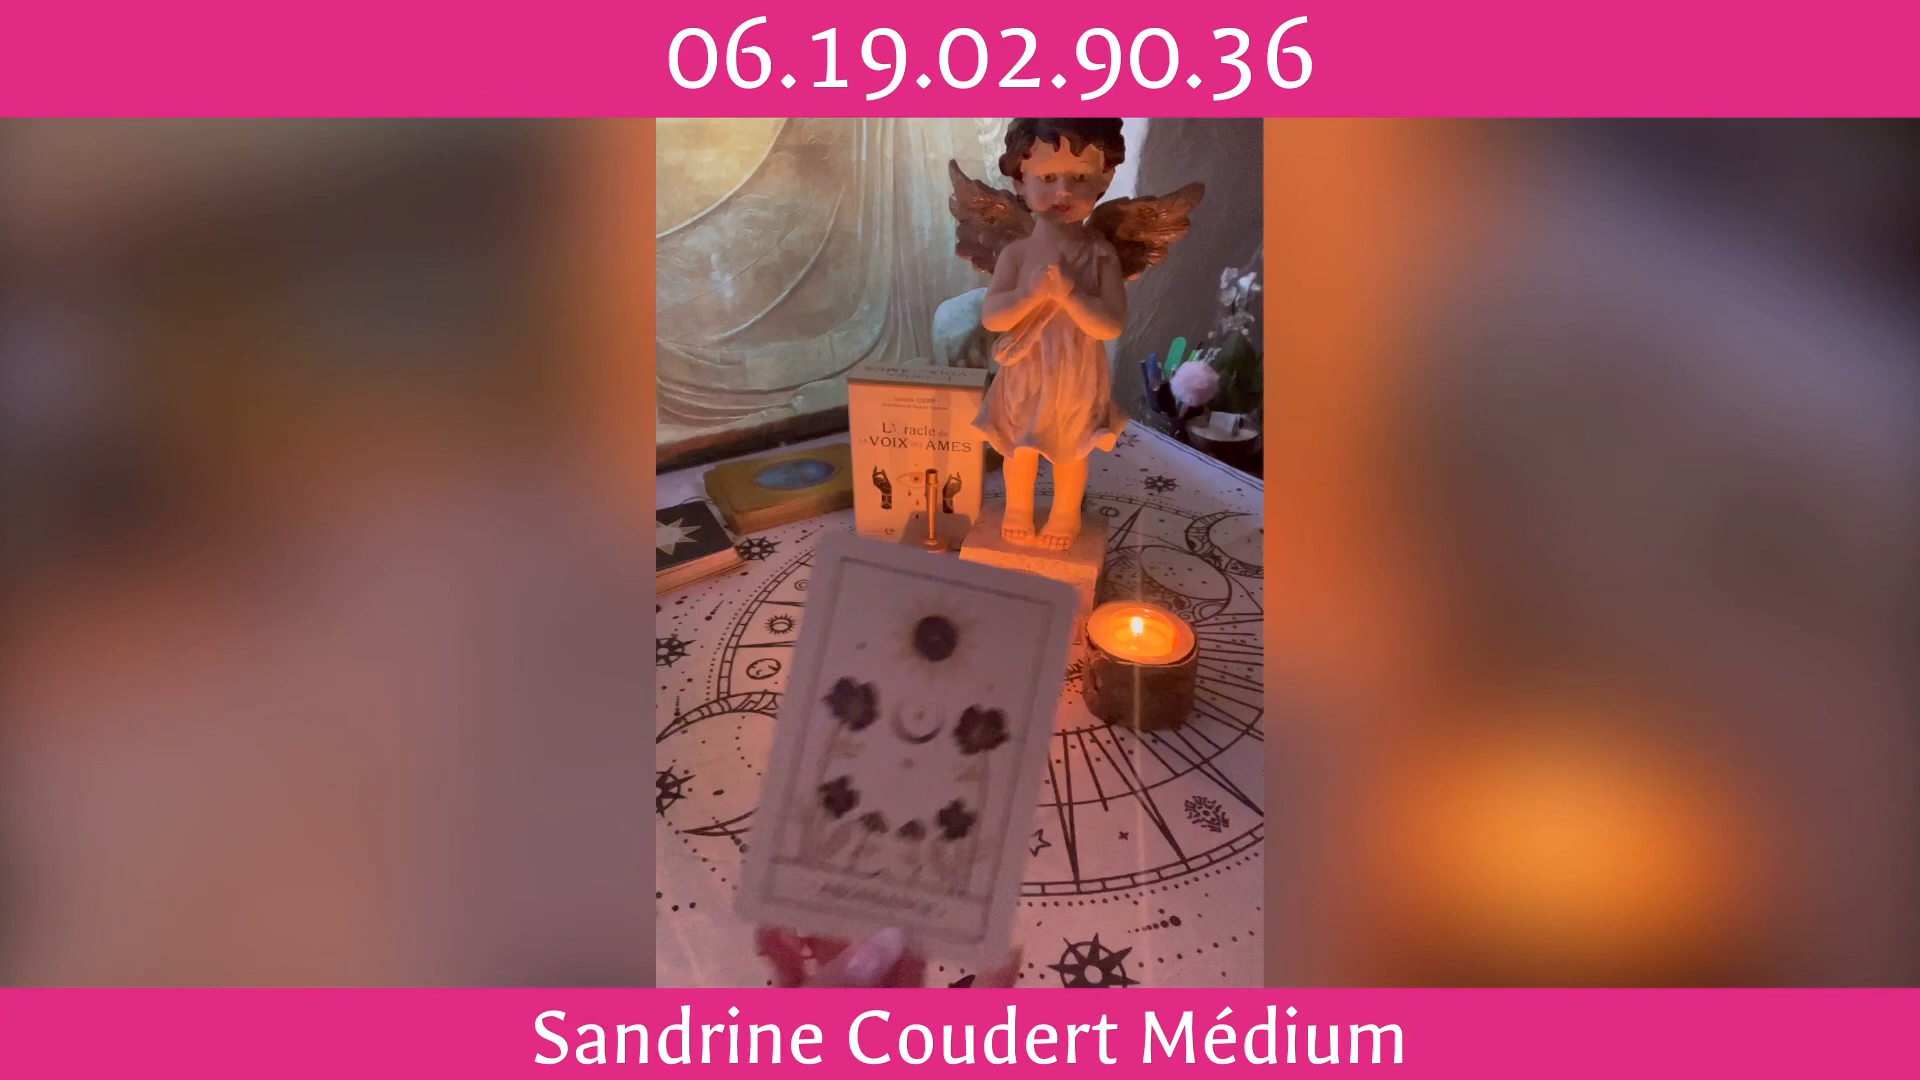 06.19.02.90.36
L'Oracle de
LA VOIX DES AMES
Sandrine Coudert Médium